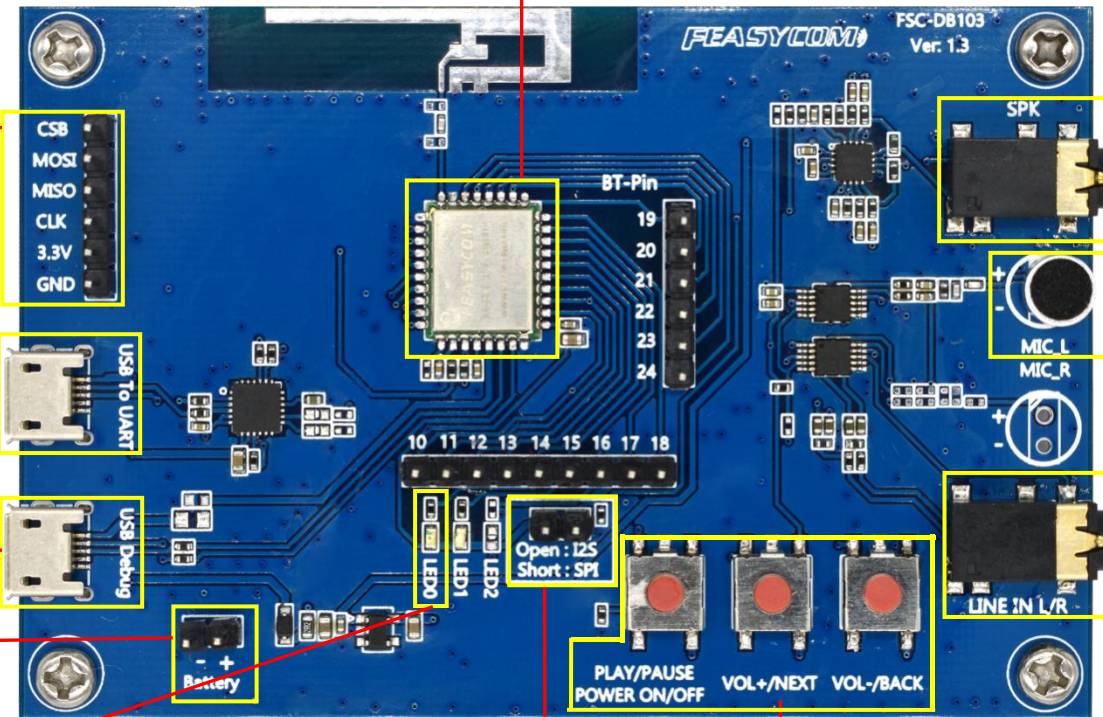 FEASYCOM
FSC-DB103
Ver: 1.3
SPK
CSB
MOSI
MISO
CLK
3.3V
GND
BT-Pin
19
20
21
22
23
24
FEASYCOM
+
-
MIC_L
MIC_R
+
-
USB To UART
10 11 12 13 14 15 16 17 18
USB Debug
LED0
LED1
LED2
Open : I2S
Short : SPI
LINE IN L/R
- +
Battery
PLAY/PAUSE
POWER ON/OFF
VOL+/NEXT
VOL-/BACK